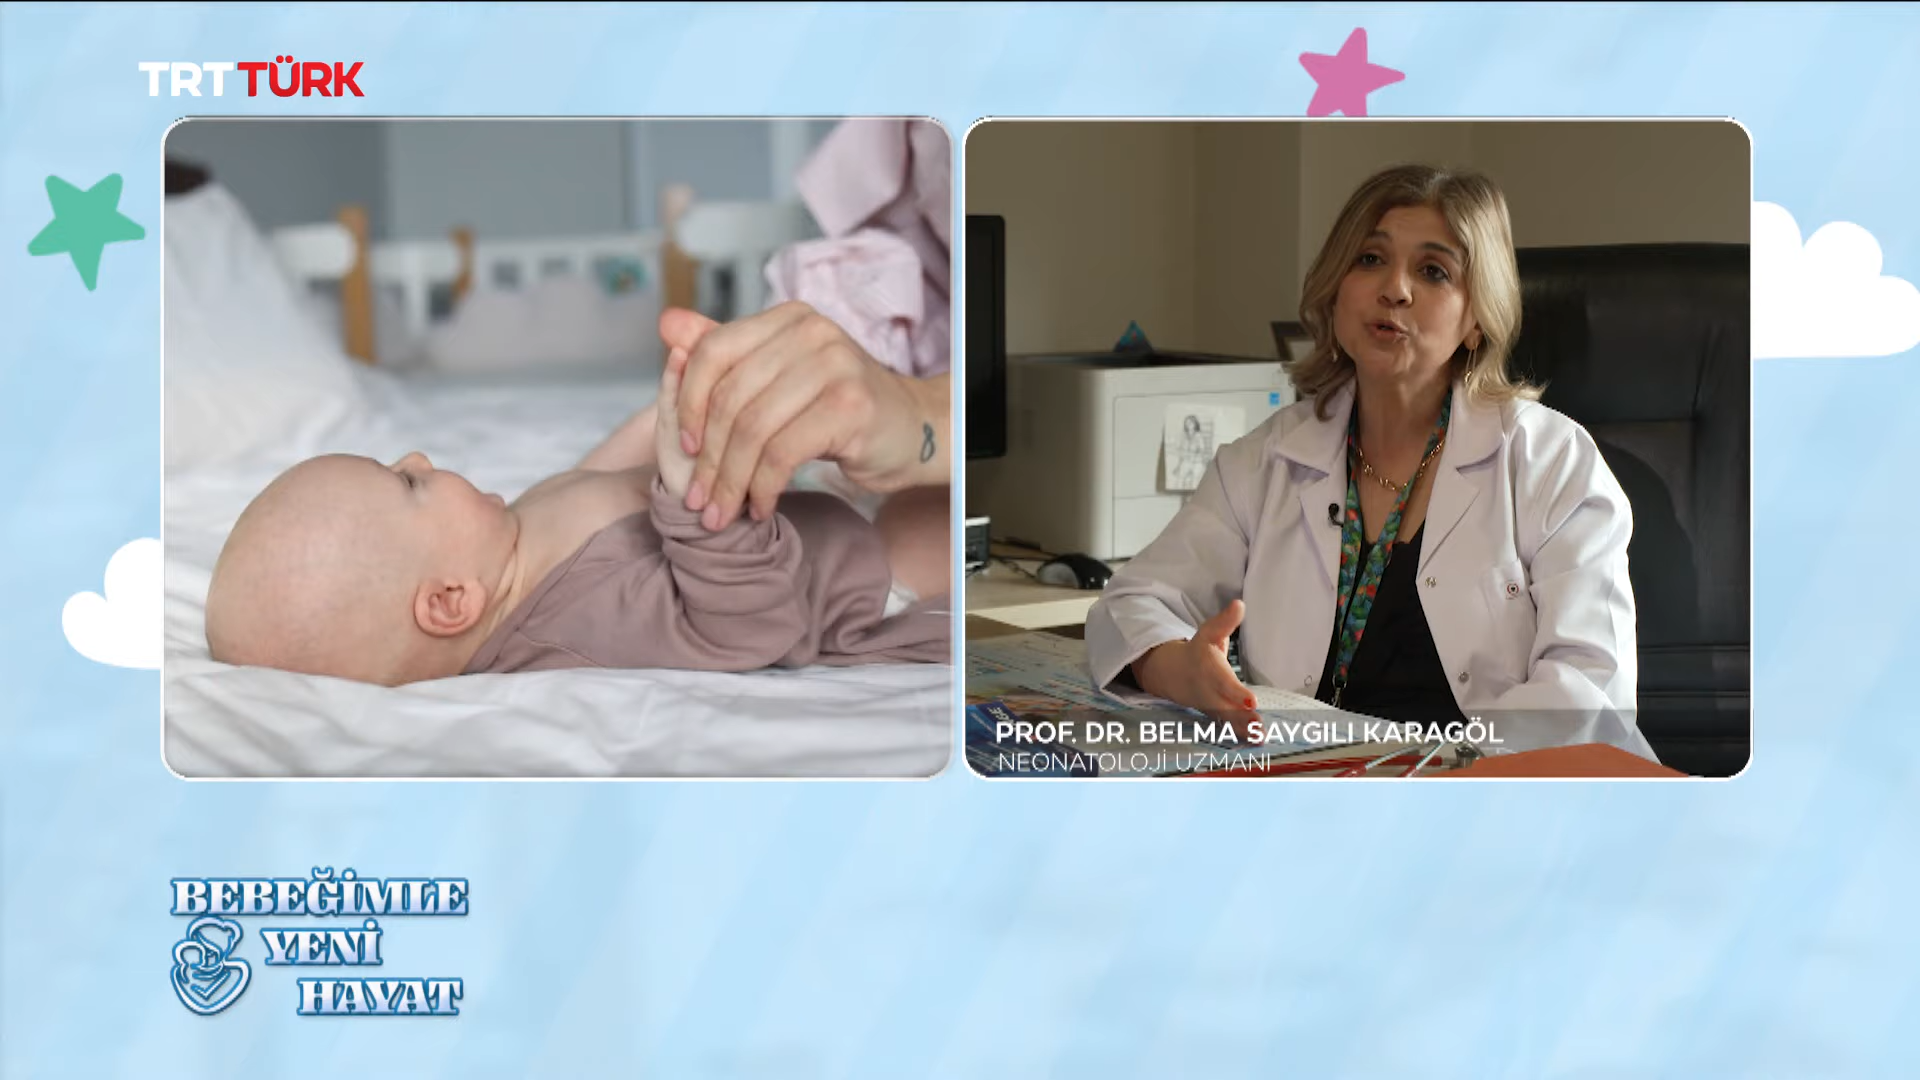 TRT TÜRK
PROF. DR. BELMA SAYGILI KARAGÖL
NEONATOLOJİ UZMANI
BEBEĞİMLE
YENİ
HAYAT